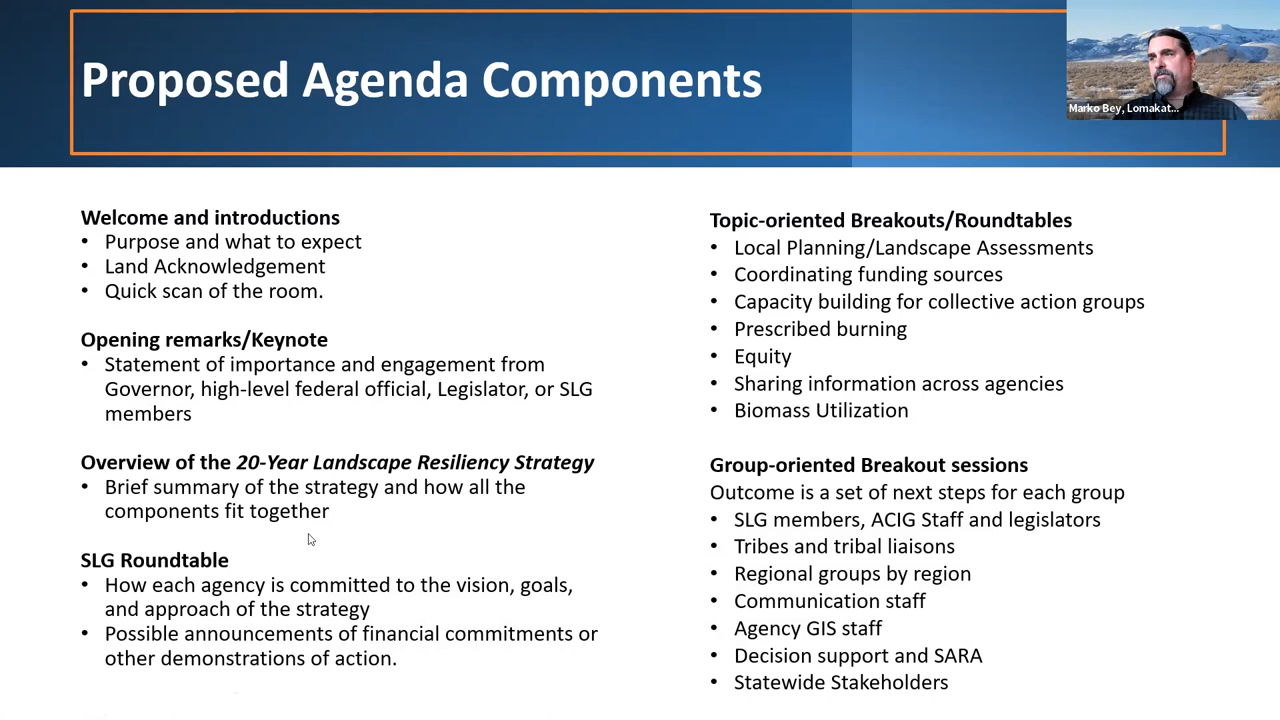 Proposed Agenda Components
Marko Bey, Lomakat...
Welcome and introductions
• Purpose and what to expect
• Land Acknowledgement
• Quick scan of the room.
Opening remarks/Keynote
• Statement of importance and engagement from
Governor, high-level federal official, Legislator, or SLG
members
Overview of the 20-Year Landscape Resiliency Strategy
• Brief summary of the strategy and how all the
components fit together
SLG Roundtable
• How each agency is committed to the vision, goals,
and approach of the strategy
• Possible announcements of financial commitments or
other demonstrations of action.
Topic-oriented Breakouts/Roundtables
• Local Planning/Landscape Assessments
• Coordinating funding sources
• Capacity building for collective action groups
• Prescribed burning
• Equity
• Sharing information across agencies
• Biomass Utilization
Group-oriented Breakout sessions
Outcome is a set of next steps for each group
• SLG members, ACIG Staff and legislators
• Tribes and tribal liaisons
• Regional groups by region
• Communication staff
• Agency GIS staff
• Decision support and SARA
• Statewide Stakeholders